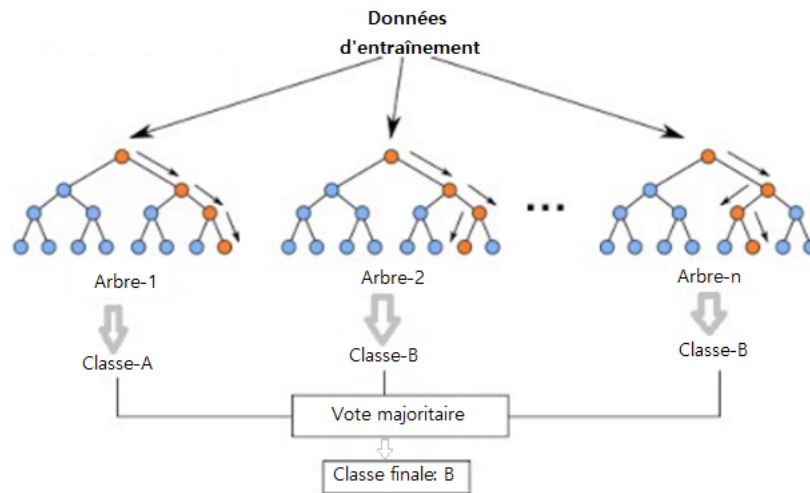 Données
d'entraînement
Arbre-1
Arbre-2
Arbre-n
Classe-A
Classe-B
Classe-B
Vote majoritaire
Classe finale: B